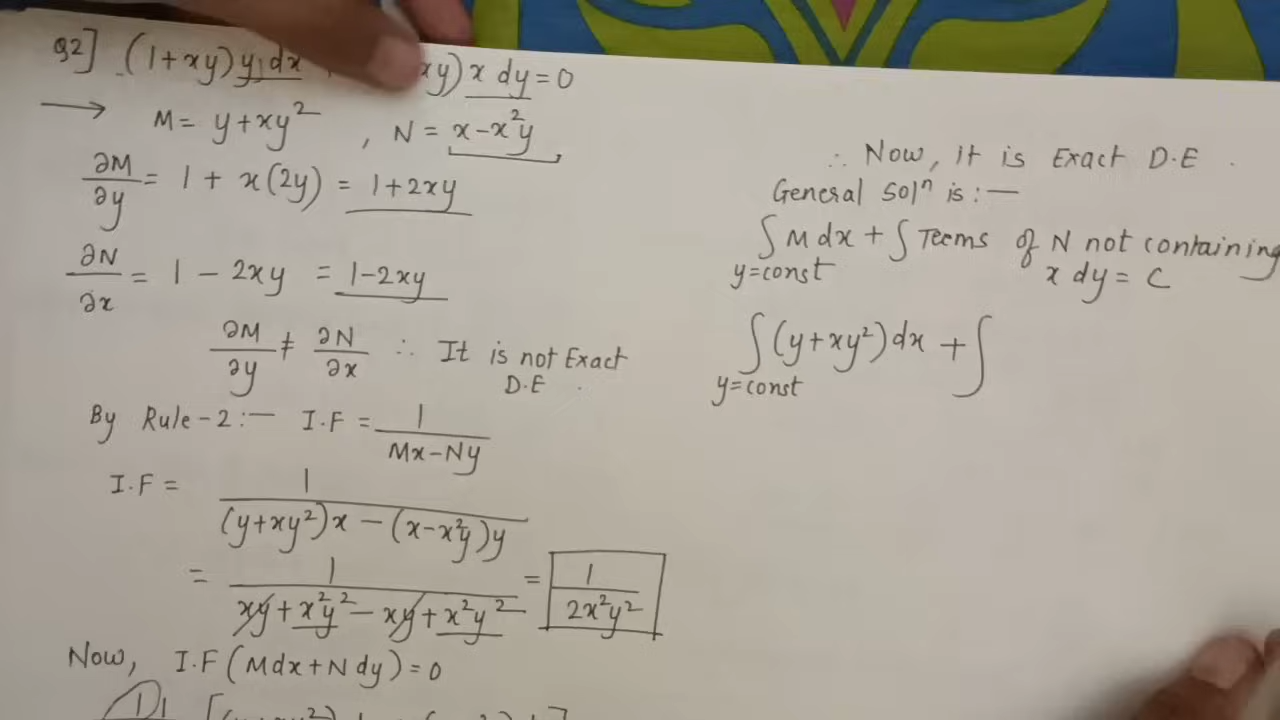 Q2] (1+xy) y dx xy) x dy = 0
→ M = y + xy² , N = x - x²y
∂M/∂y = 1 + x(2y) = 1+2xy
∂N/∂x = 1 - 2xy = 1-2xy
∂M/∂y ≠ ∂N/∂x ∴ It is not Exact
D.E.
By Rule-2:— I.F = 1/(Mx-Ny)
I.F = 1/((y+xy²)x - (x-x²y)y)
= 1/(xy + x²y² - xy + x²y²) = 1/(2x²y²)
Now, I.F (Mdx + N dy) = 0
∴ Now, it is Exact D.E.
General Solⁿ is :—
∫ M dx + ∫ Terms of N not containing
y=const x dy = C
∫ (y+xy²) dx + ∫
y=const